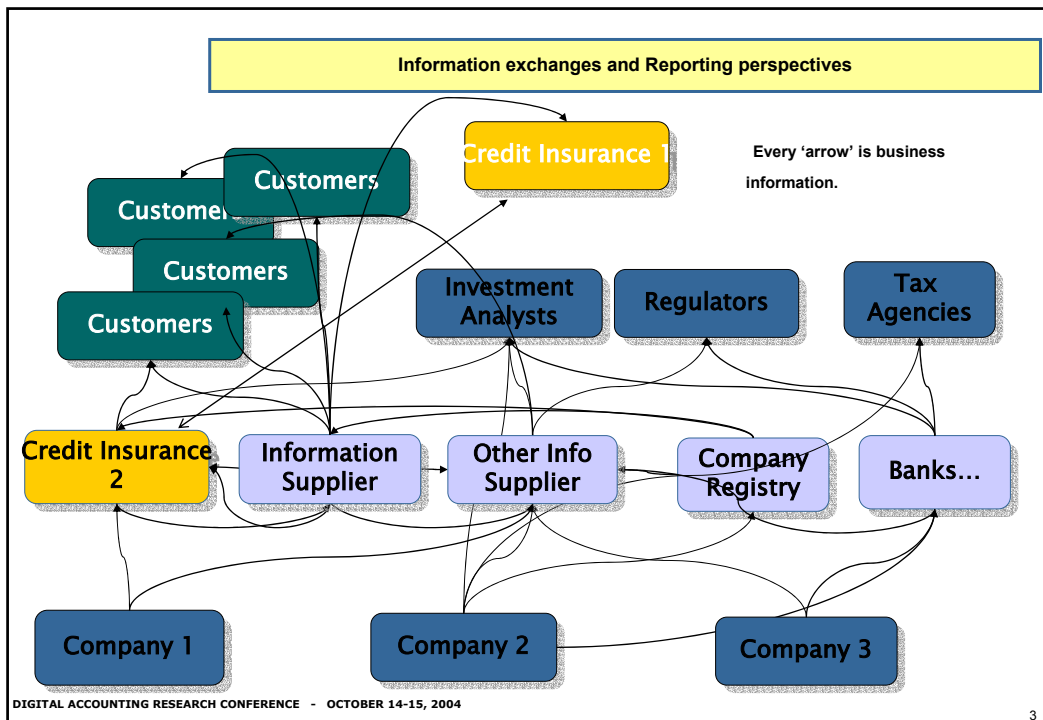 Information exchanges and Reporting perspectives
Credit Insurance 1
Every ‘arrow’ is business
information.
Customers
Customers
Customers
Customers
Investment
Analysts
Regulators
Tax
Agencies
Credit Insurance
2
Information
Supplier
Other Info
Supplier
Company
Registry
Banks...
Company 1
Company 2
Company 3
DIGITAL ACCOUNTING RESEARCH CONFERENCE - OCTOBER 14-15, 2004
3